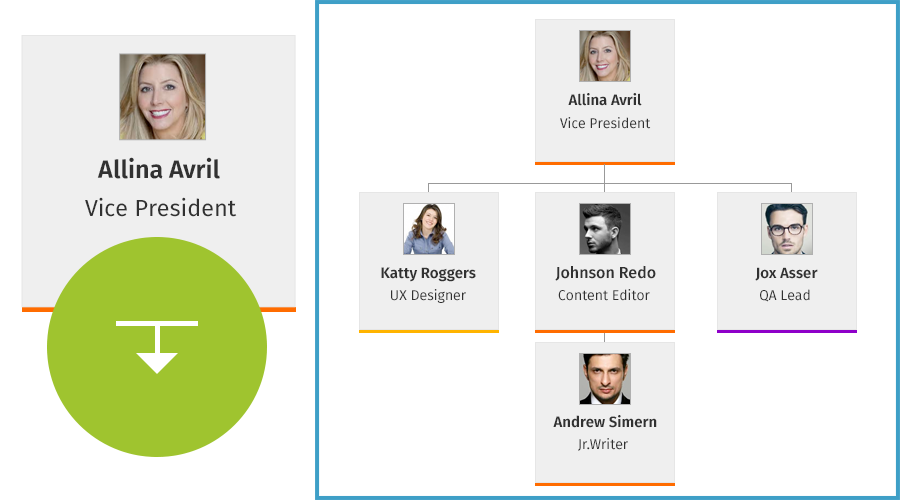 Allina Avril
Vice President
Allina Avril
Vice President
Katty Roggers
UX Designer
Johnson Redo
Content Editor
Jox Asser
QA Lead
Andrew Simern
Jr.Writer